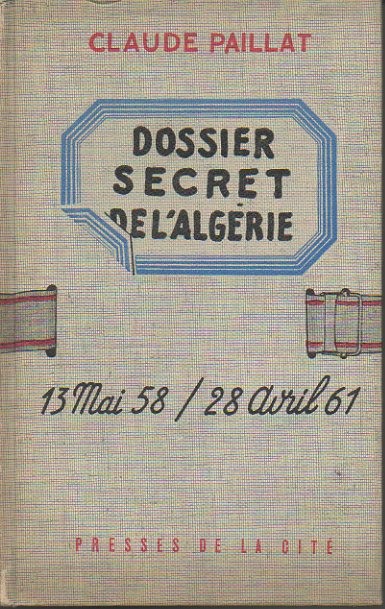 CLAUDE PAILLAT
DOSSIER
SECRET
DE L'ALGÉRIE
13 Mai 58 / 28 Avril 61
PRESSES DE LA CITÉ